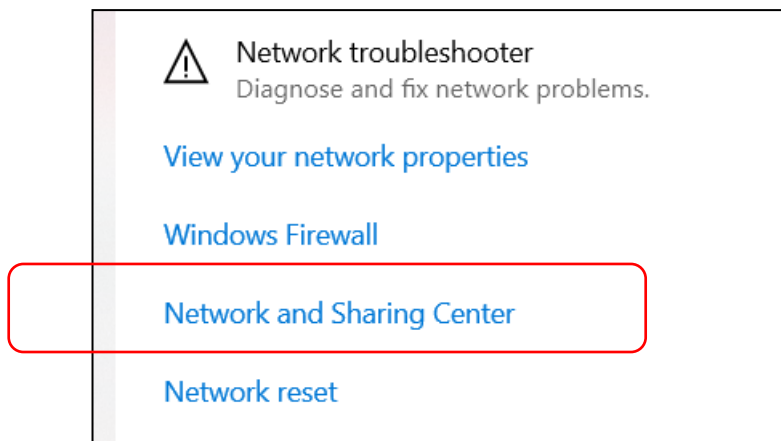 Network troubleshooter
Diagnose and fix network problems.
View your network properties
Windows Firewall
Network and Sharing Center
Network reset